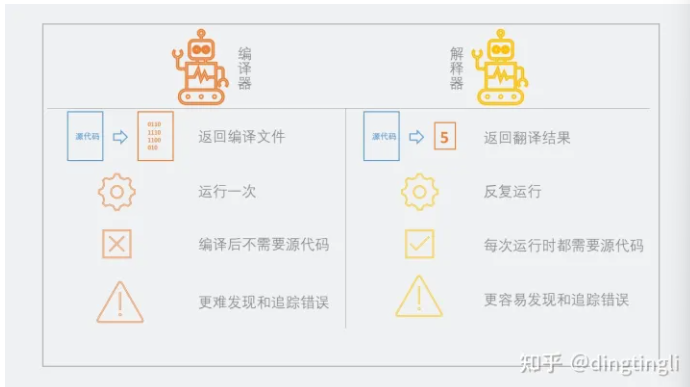 编译器
解释器
源代码
0110
1110
1100
010
返回编译文件
源代码
5
返回翻译结果
运行一次
反复运行
编译后不需要源代码
每次运行时都需要源代码
更难发现和追踪错误
更容易发现和追踪错误
知乎 @dingtingli